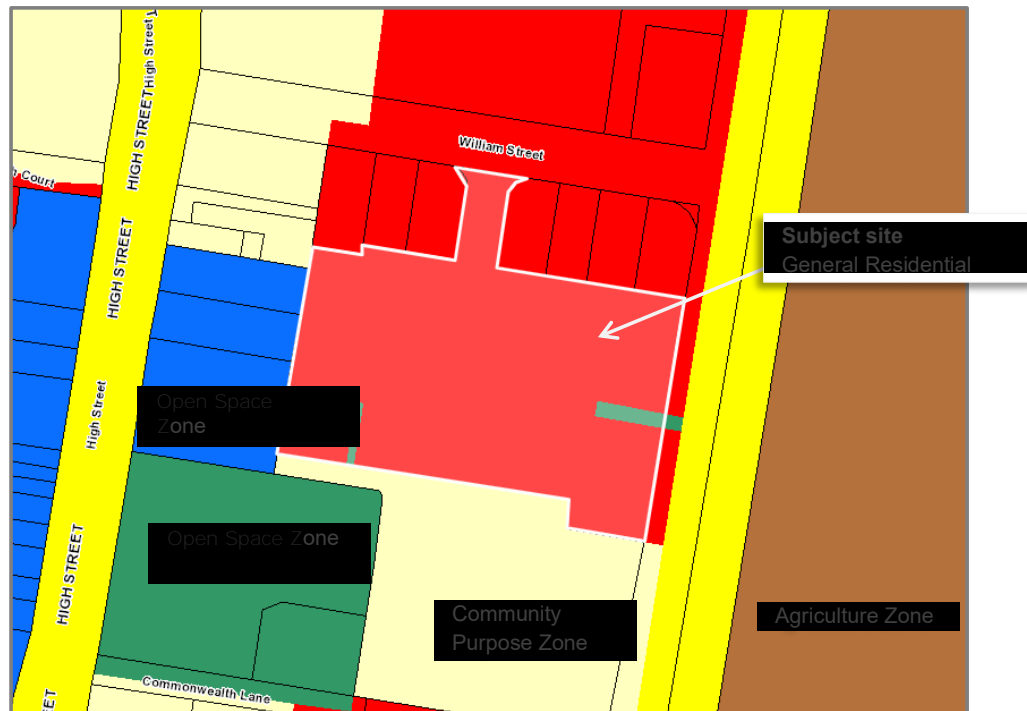 High Street
HIGH STREET
William Street
Court
HIGH STREET
Subject site
General Residential
High Street
Open Space
Zone
HIGH STREET
Open Space Zone
Community
Purpose Zone
Agriculture Zone
Commonwealth Lane